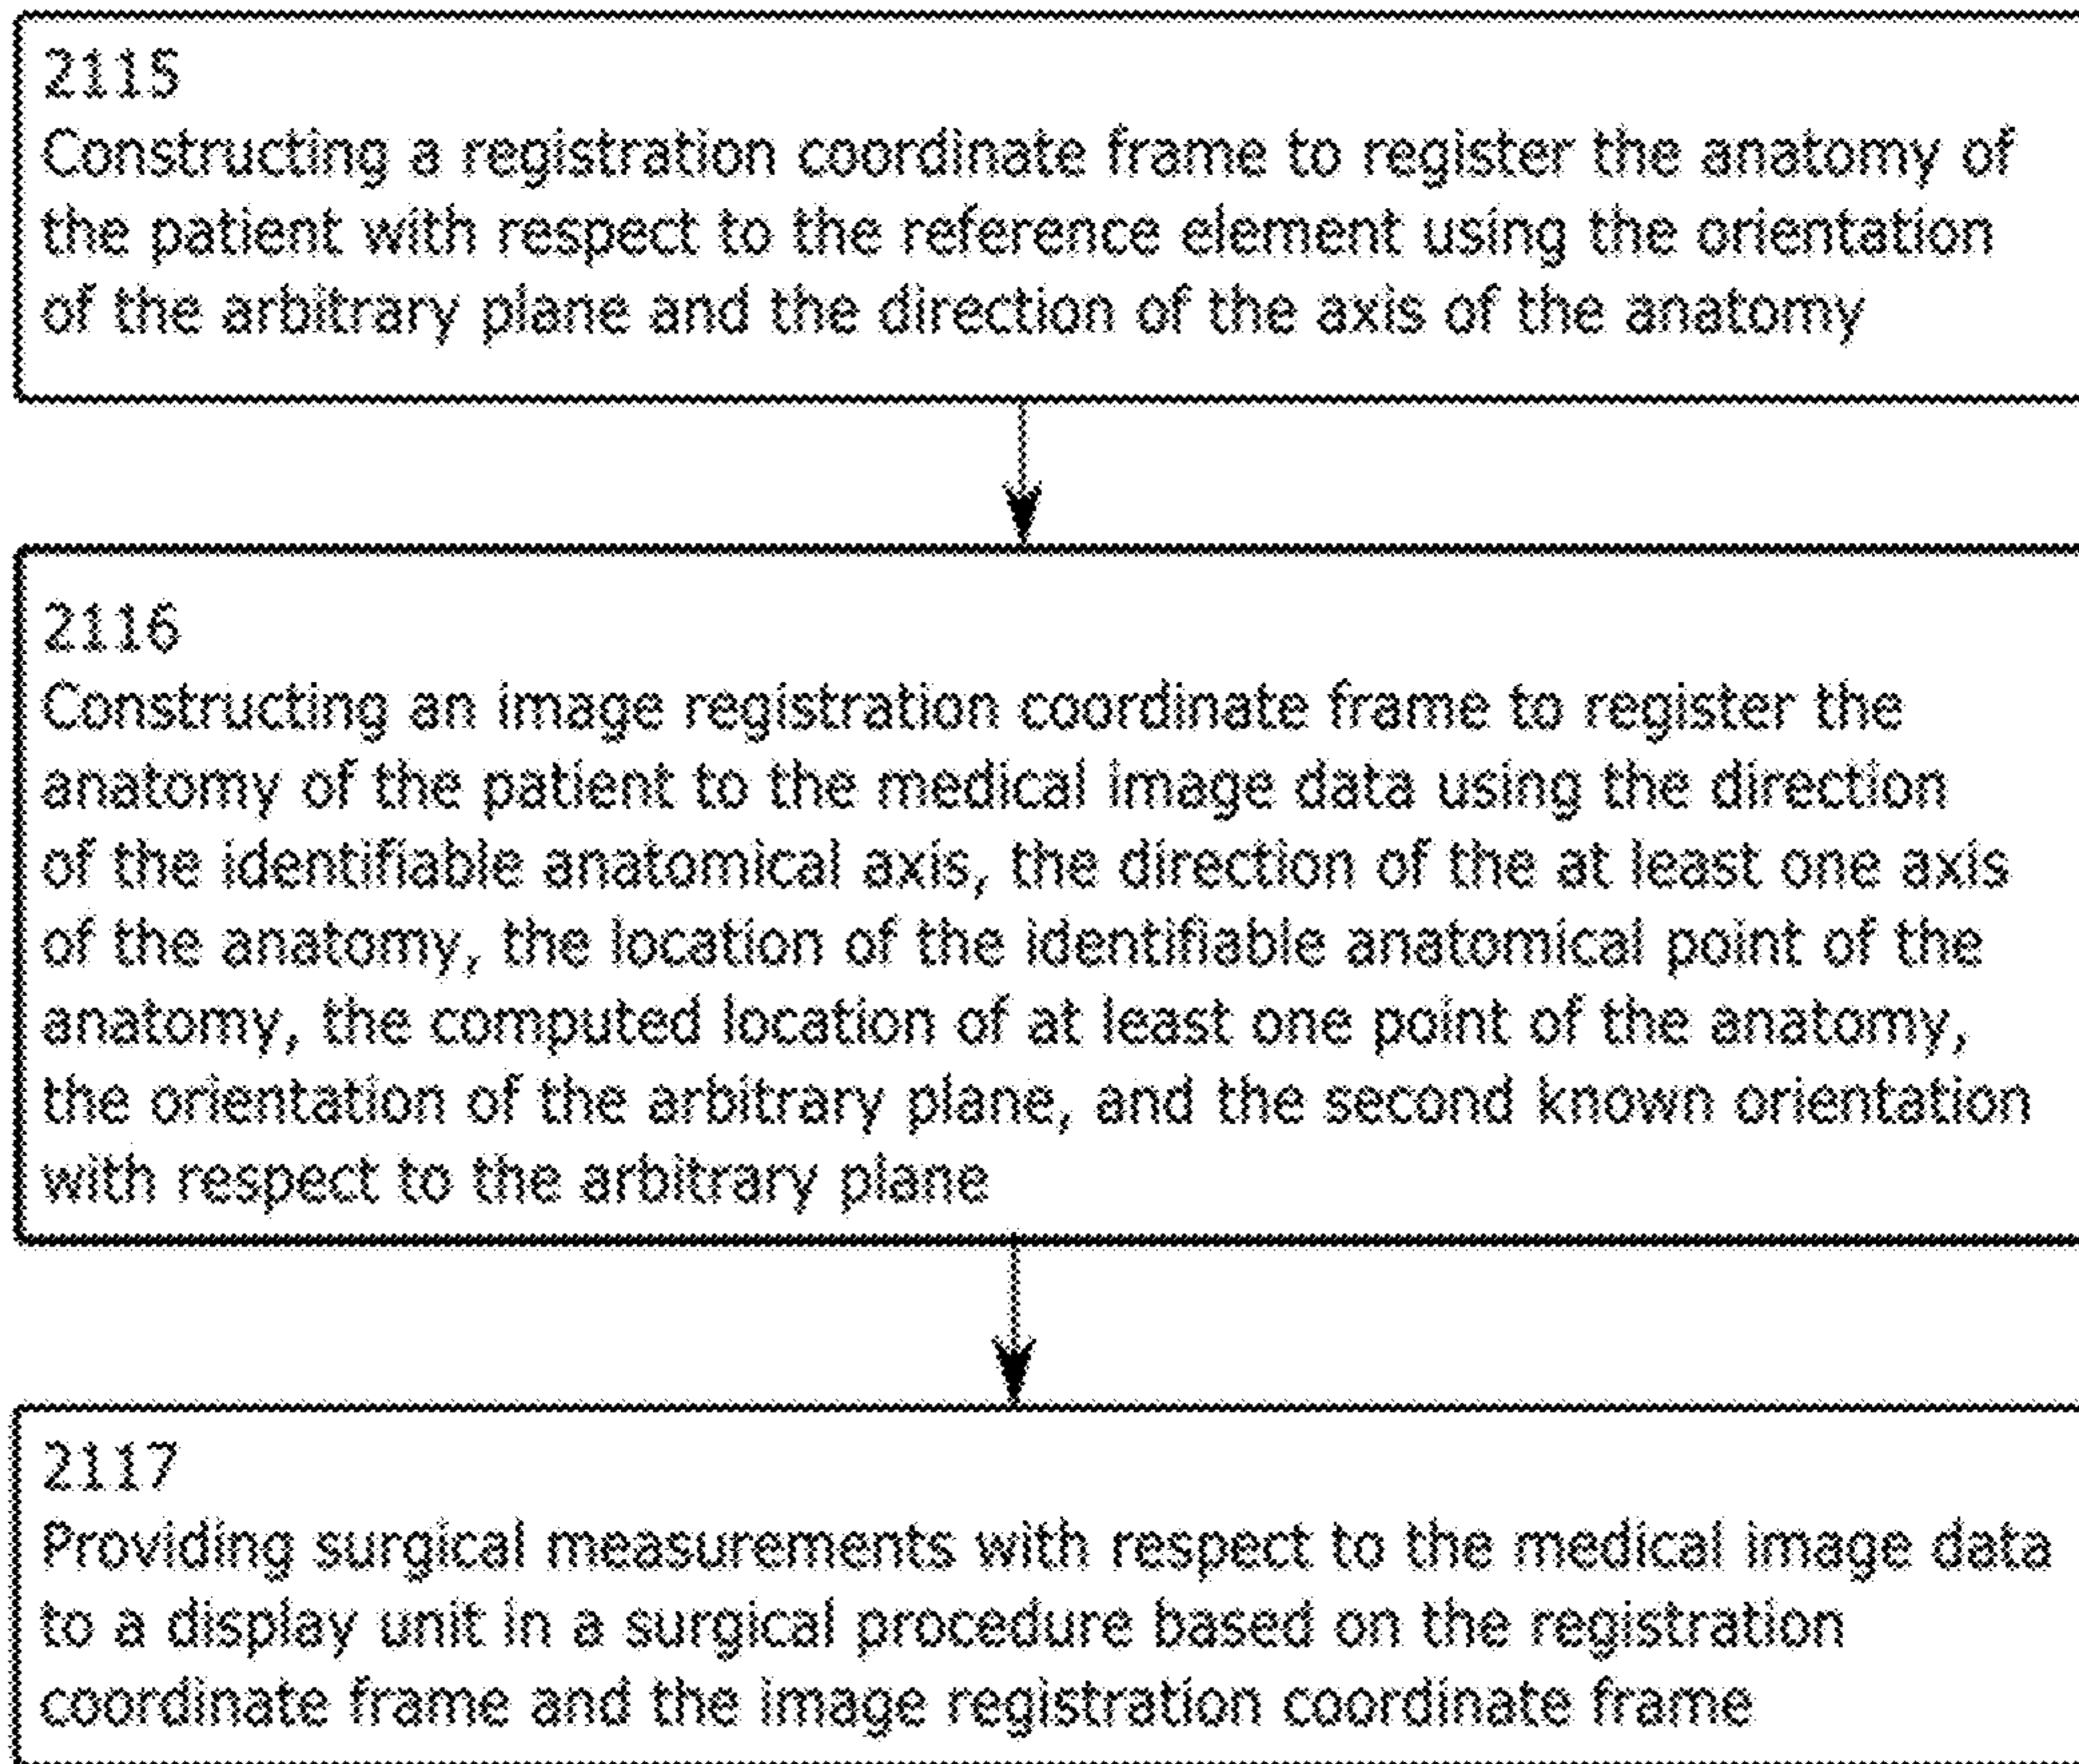 2115
Constructing a registration coordinate frame to register the anatomy of
the patient with respect to the reference element using the orientation
of the arbitrary plane and the direction of the axis of the anatomy
2116
Constructing an image registration coordinate frame to register the
anatomy of the patient to the medical image data using the direction
of the identifiable anatomical axis, the direction of the at least one axis
of the anatomy, the location of the identifiable anatomical point of the
anatomy, the computed location of at least one point of the anatomy,
the orientation of the arbitrary plane, and the second known orientation
with respect to the arbitrary plane
2117
Providing surgical measurements with respect to the medical image data
to a display unit in a surgical procedure based on the registration
coordinate frame and the image registration coordinate frame